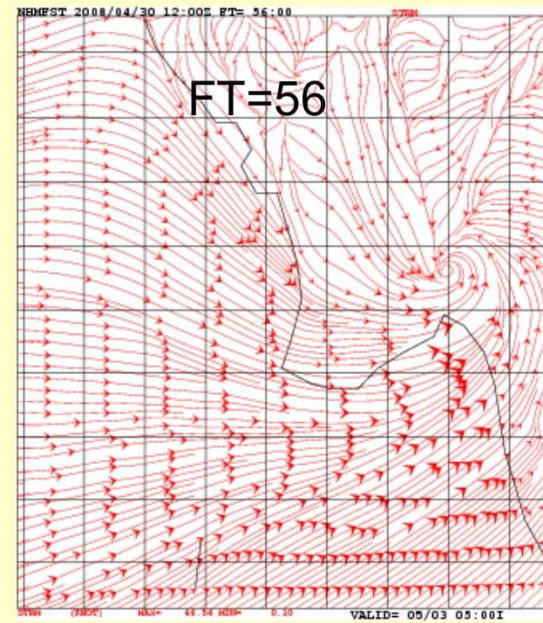 NHMFST 2008/04/30 12:00Z FT= 56:00 STRM
FT=56
STRM (KNOT) MAX= 48.54 MIN= 0.10 VALID= 05/03 05:00I